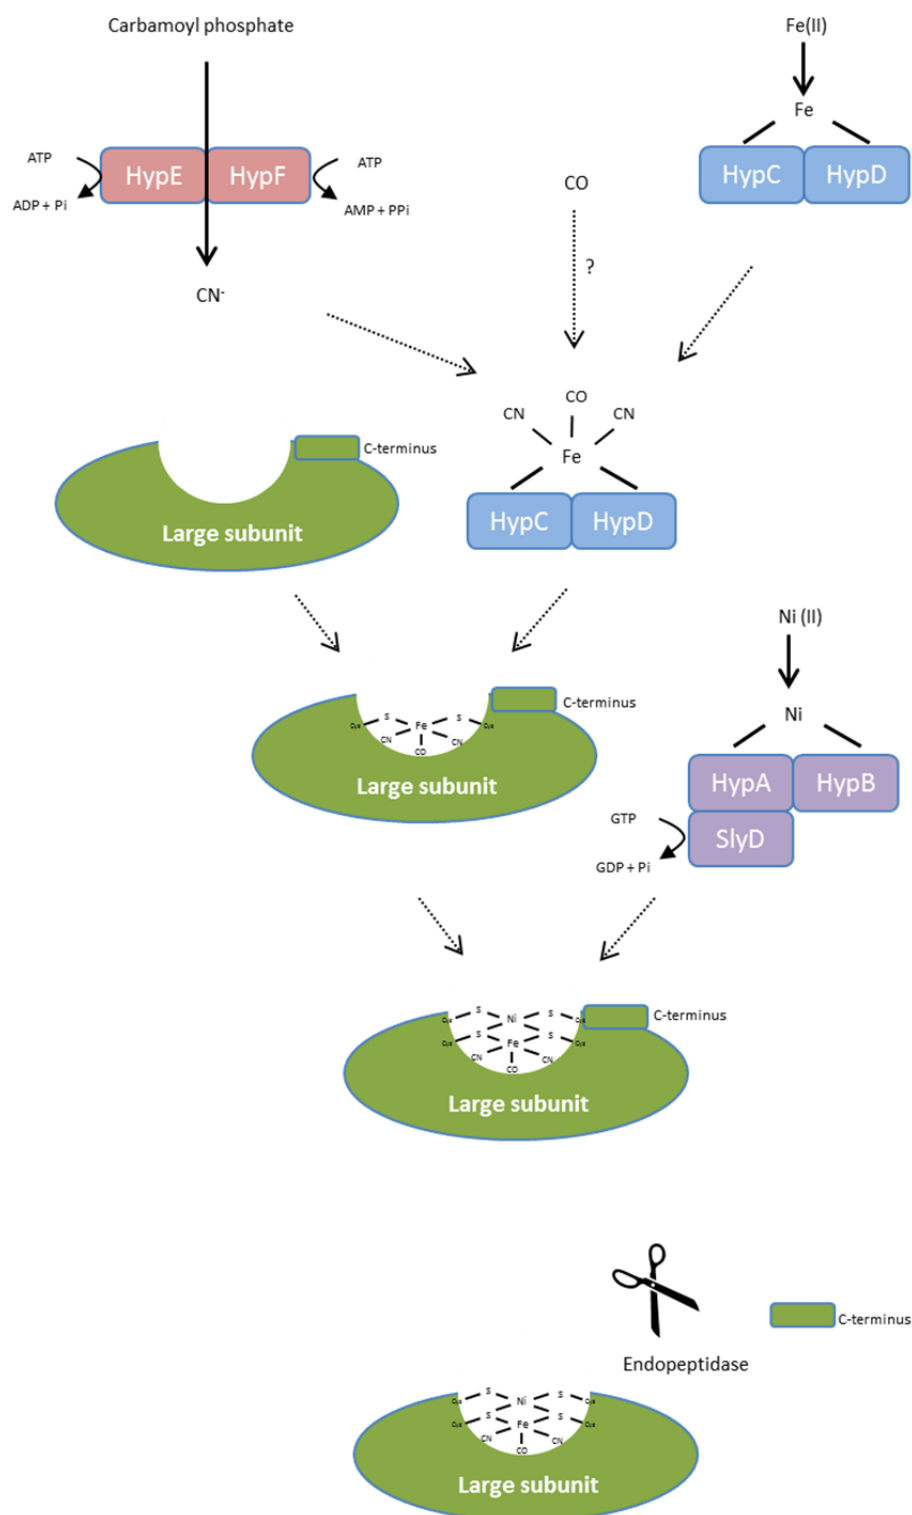 Carbamoyl phosphate
Fe(II)
Fe
ATP
HypE
HypF
ATP
HypC
HypD
ADP + Pi
AMP + PPi
CO
?
CN-
CO
CN
CN
Fe
C-terminus
HypC
HypD
Large subunit
Ni (II)
Ni
C-terminus
S
S
Cys
Fe
Cys
CN
CN
CO
Large subunit
HypA
HypB
GTP
SlyD
GDP + Pi
S
Ni
S
C-terminus
Cys
Cys
S
S
Cys
Fe
Cys
CN
CN
CO
Large subunit
C-terminus
Endopeptidase
S
Ni
S
Cys
Cys
S
S
Cys
Fe
Cys
CN
CN
CO
Large subunit